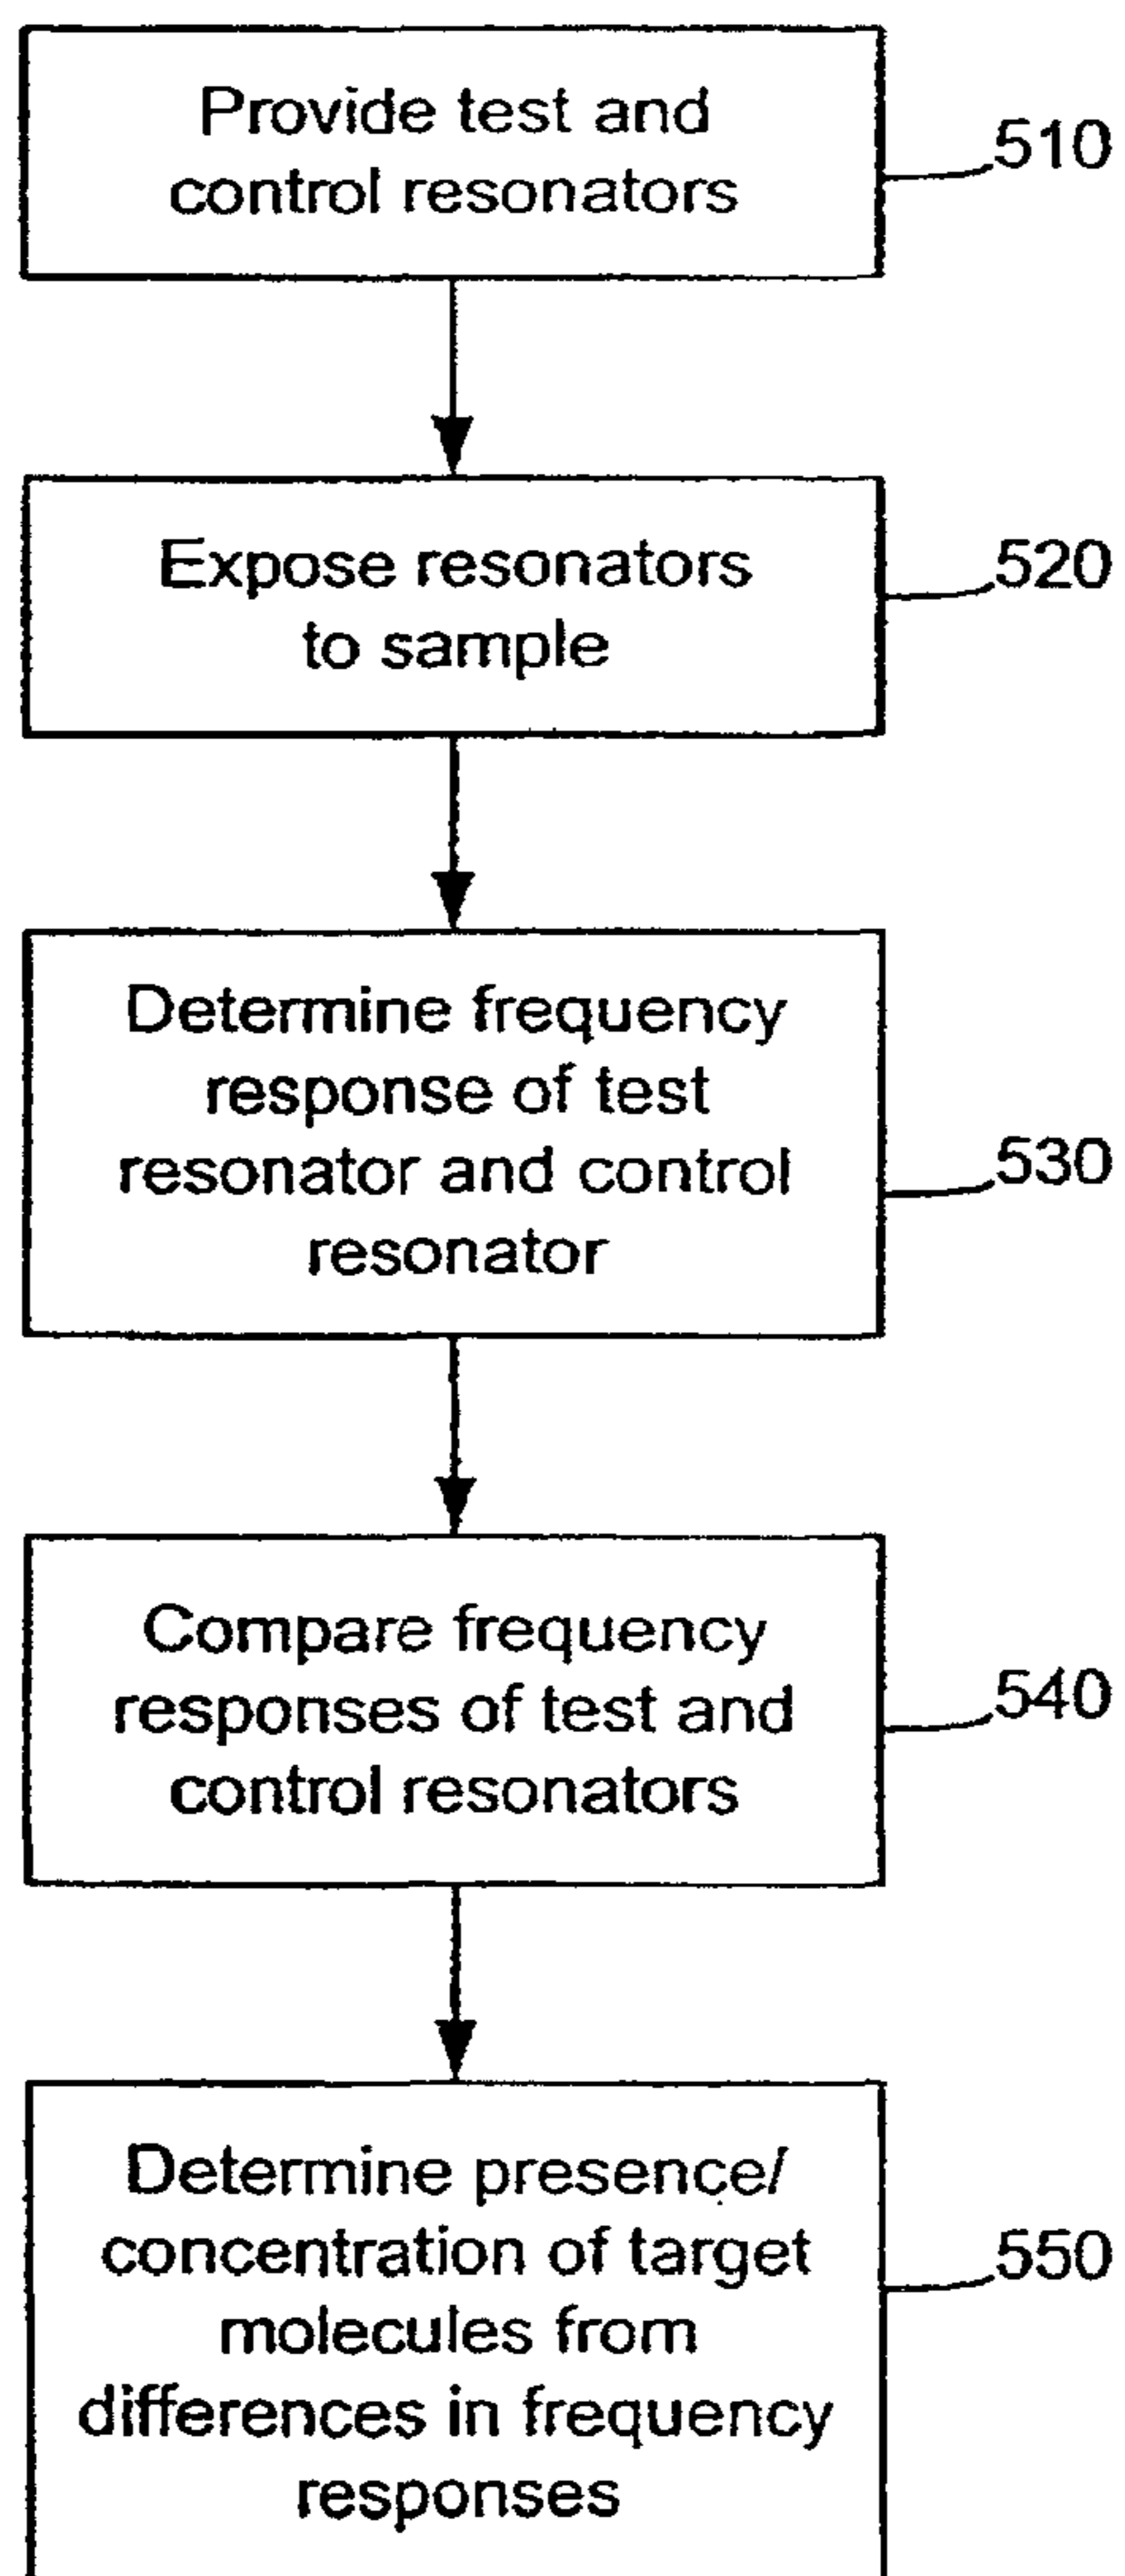 Provide test and
control resonators
510
Expose resonators
to sample
520
Determine frequency
response of test
resonator and control
resonator
530
Compare frequency
responses of test and
control resonators
540
Determine presence/
concentration of target
molecules from
differences in frequency
responses
550